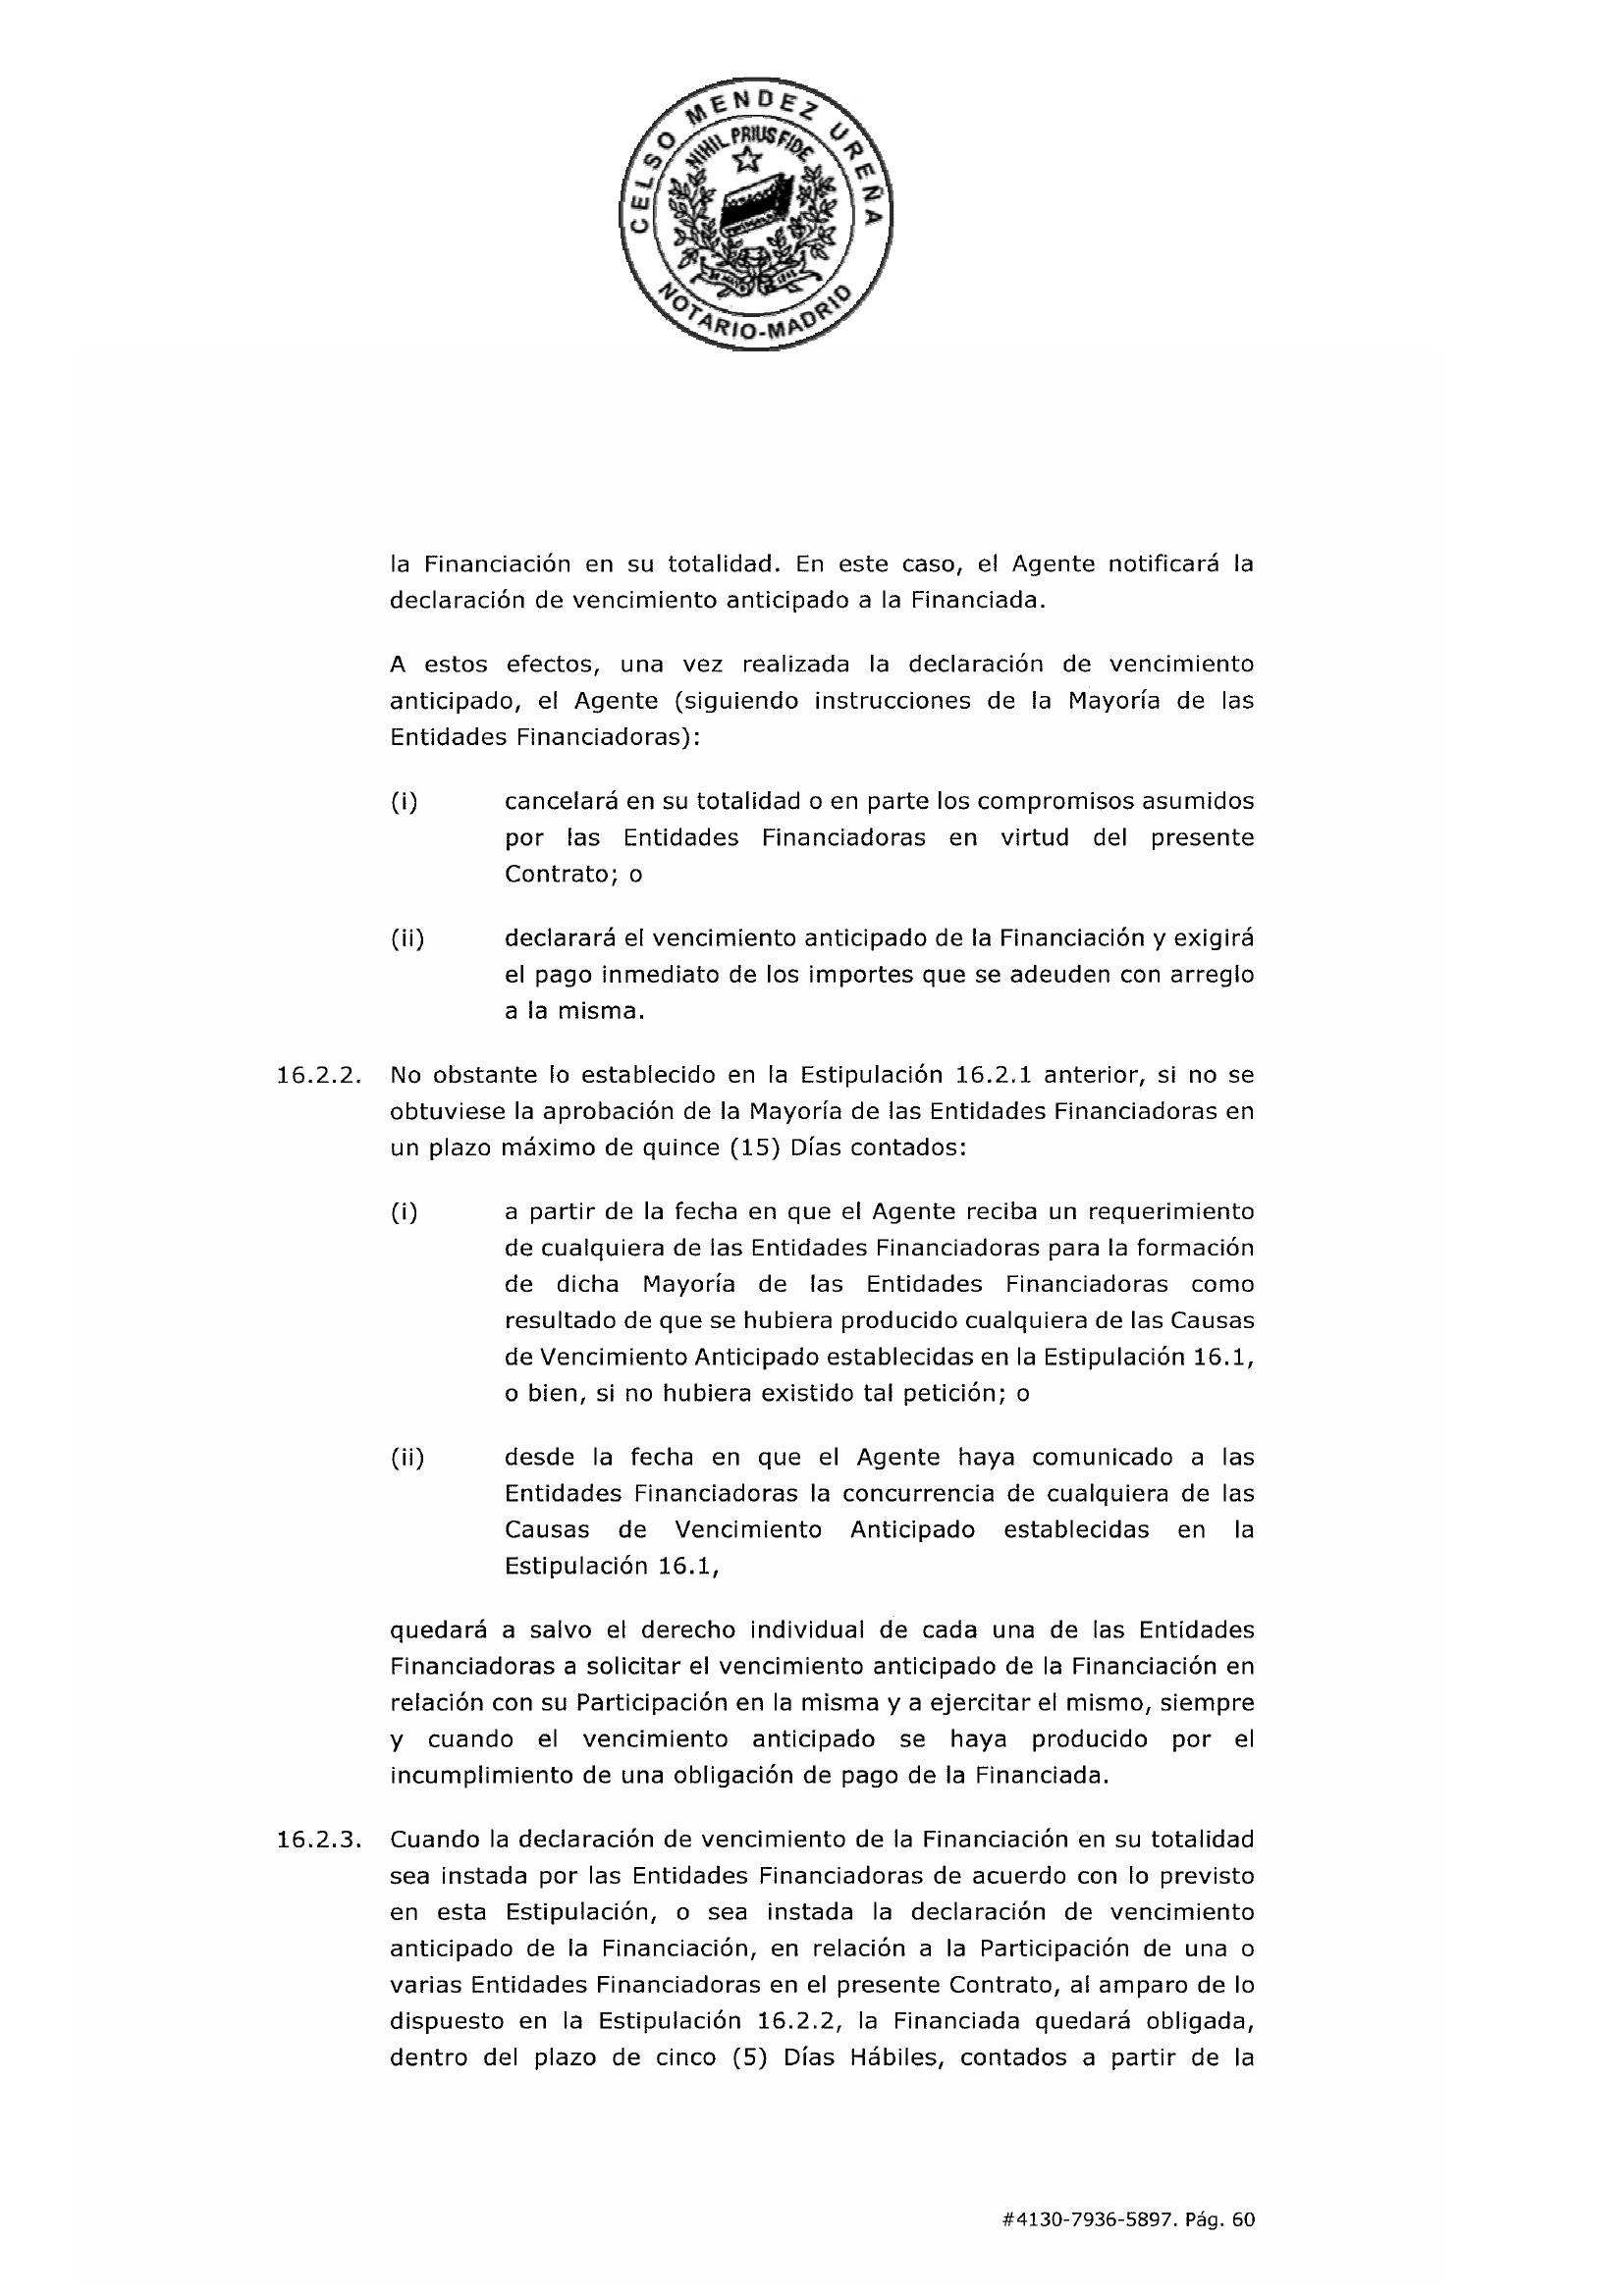 CELSO MENDEZ UREÑA
NIHIL PRIUS FIDE
NOTARIO-MADRID
la Financiación en su totalidad. En este caso, el Agente notificará la
declaración de vencimiento anticipado a la Financiada.
A estos efectos, una vez realizada la declaración de vencimiento
anticipado, el Agente (siguiendo instrucciones de la Mayoría de las
Entidades Financiadoras):
(i) cancelará en su totalidad o en parte los compromisos asumidos
por las Entidades Financiadoras en virtud del presente
Contrato; o
(ii) declarará el vencimiento anticipado de la Financiación y exigirá
el pago inmediato de los importes que se adeuden con arreglo
a la misma.
16.2.2. No obstante lo establecido en la Estipulación 16.2.1 anterior, si no se
obtuviese la aprobación de la Mayoría de las Entidades Financiadoras en
un plazo máximo de quince (15) Días contados:
(i) a partir de la fecha en que el Agente reciba un requerimiento
de cualquiera de las Entidades Financiadoras para la formación
de dicha Mayoría de las Entidades Financiadoras como
resultado de que se hubiera producido cualquiera de las Causas
de Vencimiento Anticipado establecidas en la Estipulación 16.1,
o bien, si no hubiera existido tal petición; o
(ii) desde la fecha en que el Agente haya comunicado a las
Entidades Financiadoras la concurrencia de cualquiera de las
Causas de Vencimiento Anticipado establecidas en la
Estipulación 16.1,
quedará a salvo el derecho individual de cada una de las Entidades
Financiadoras a solicitar el vencimiento anticipado de la Financiación en
relación con su Participación en la misma y a ejercitar el mismo, siempre
y cuando el vencimiento anticipado se haya producido por el
incumplimiento de una obligación de pago de la Financiada.
16.2.3. Cuando la declaración de vencimiento de la Financiación en su totalidad
sea instada por las Entidades Financiadoras de acuerdo con lo previsto
en esta Estipulación, o sea instada la declaración de vencimiento
anticipado de la Financiación, en relación a la Participación de una o
varias Entidades Financiadoras en el presente Contrato, al amparo de lo
dispuesto en la Estipulación 16.2.2, la Financiada quedará obligada,
dentro del plazo de cinco (5) Días Hábiles, contados a partir de la
#4130-7936-5897. Pág. 60